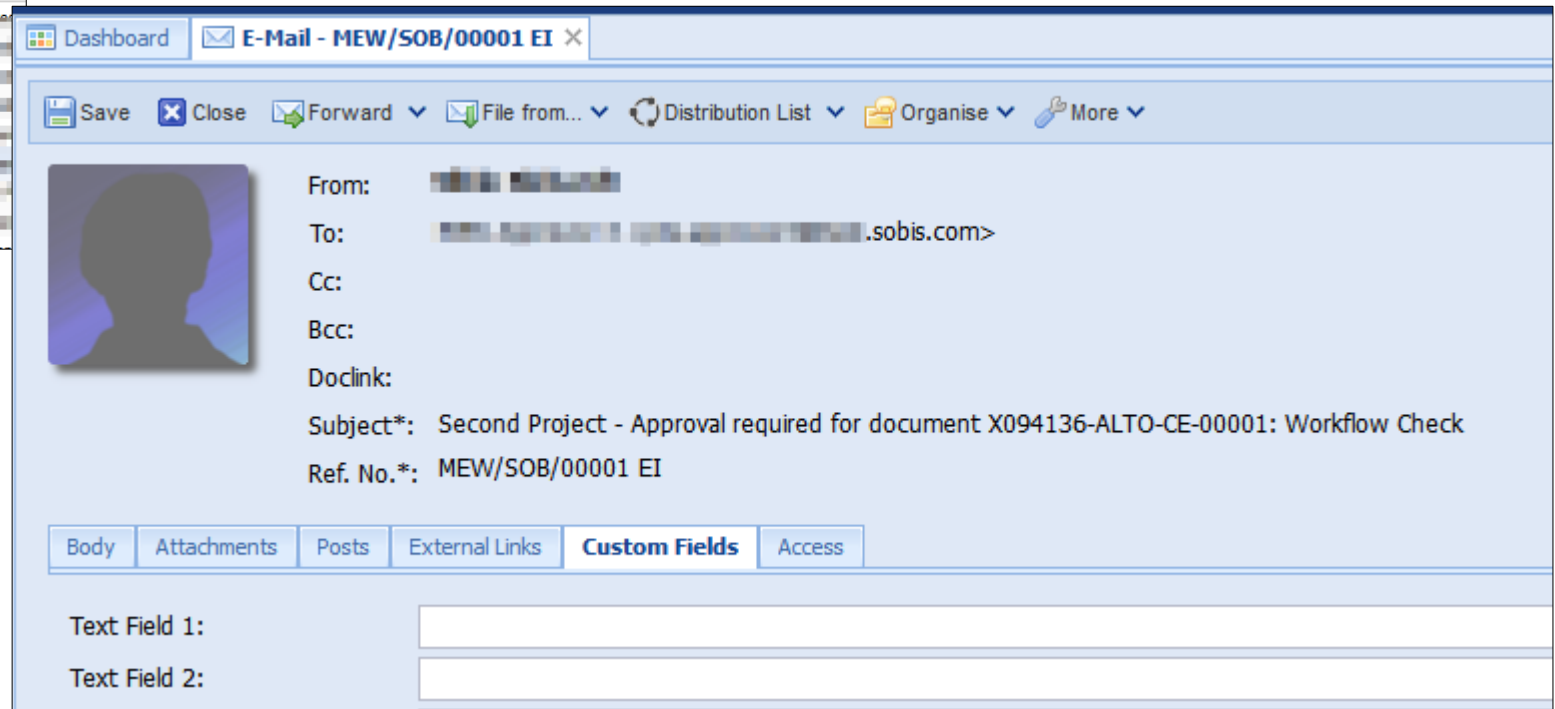 Dashboard E-Mail - MEW/SOB/00001 EI
Save Close Forward File from... Distribution List Organise More
From:
To: .sobis.com>
Cc:
Bcc:
Doclink:
Subject*: Second Project - Approval required for document X094136-ALTO-CE-00001: Workflow Check
Ref. No.*: MEW/SOB/00001 EI
Body Attachments Posts External Links Custom Fields Access
Text Field 1:
Text Field 2: